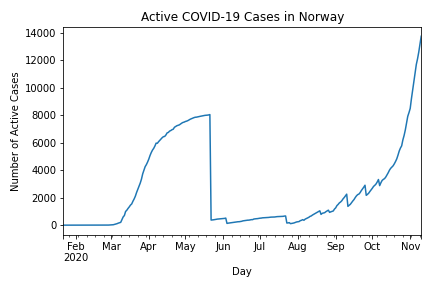 Active COVID-19 Cases in Norway
Number of Active Cases
14000
12000
10000
8000
6000
4000
2000
0
Feb Mar Apr May Jun Jul Aug Sep Oct Nov
2020
Day